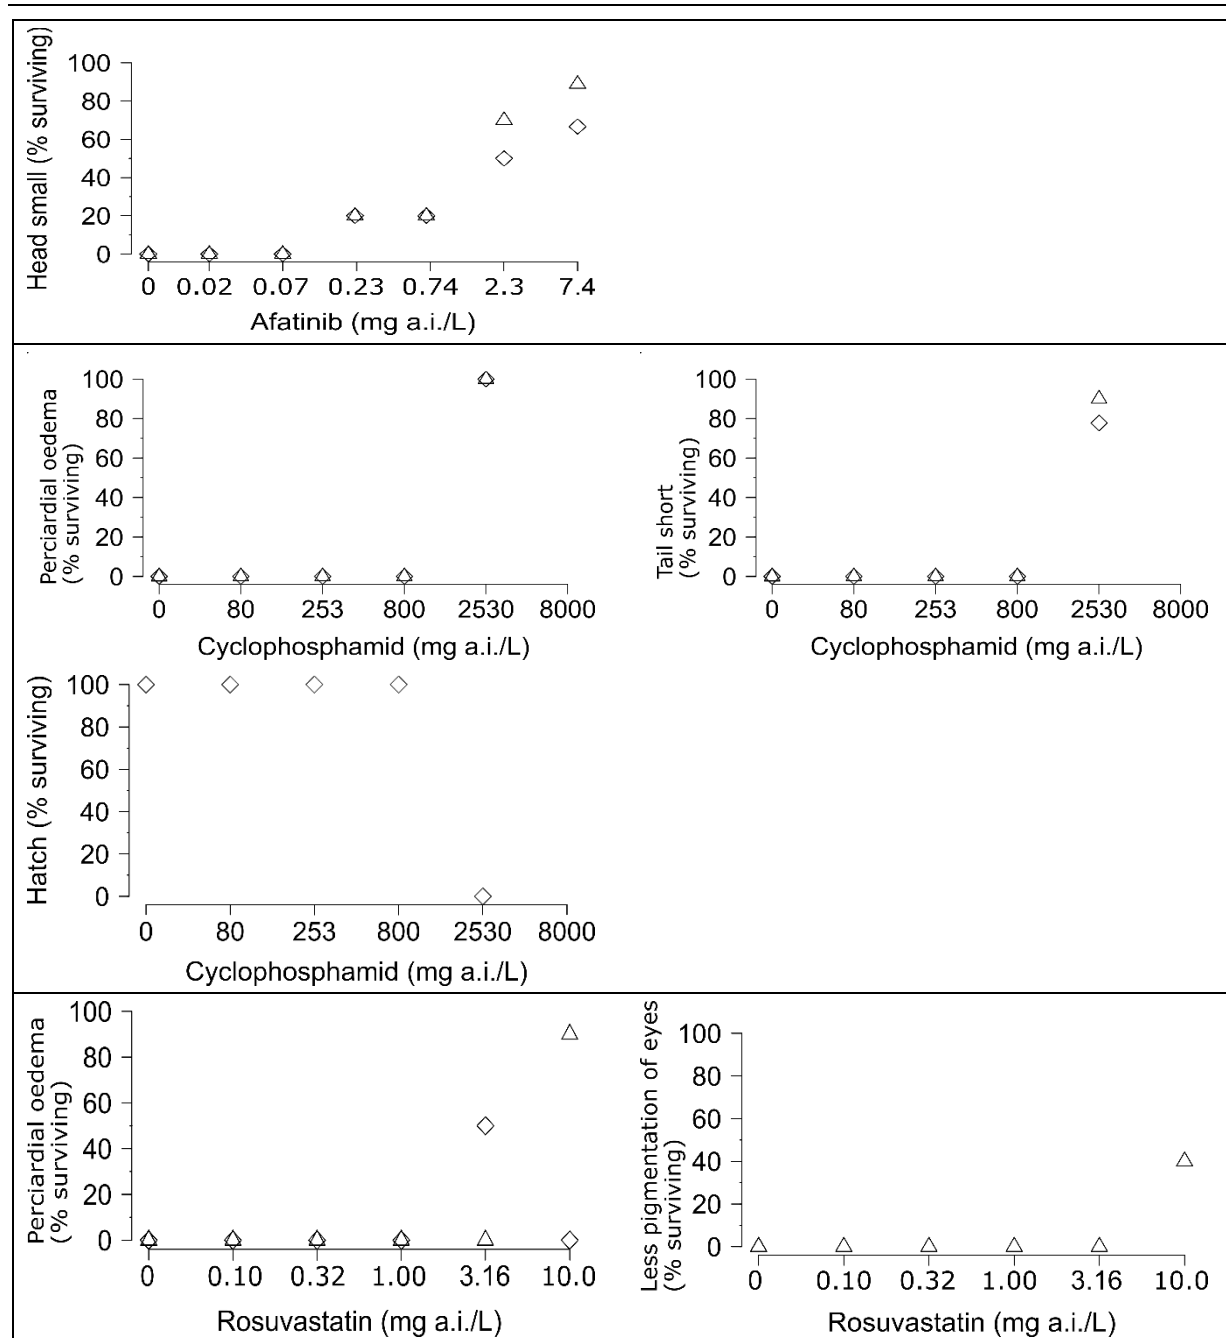 Head small (% surviving)
100
80
60
40
20
0
0 0.02 0.07 0.23 0.74 2.3 7.4
Afatinib (mg a.i./L)
Perciardial oedema
(% surviving)
100
80
60
40
20
0
0 80 253 800 2530 8000
Cyclophosphamid (mg a.i./L)
Tail short
(% surviving)
100
80
60
40
20
0
0 80 253 800 2530 8000
Cyclophosphamid (mg a.i./L)
Hatch (% surviving)
100
80
60
40
20
0
0 80 253 800 2530 8000
Cyclophosphamid (mg a.i./L)
Perciardial oedema
(% surviving)
100
80
60
40
20
0
0 0.10 0.32 1.00 3.16 10.0
Rosuvastatin (mg a.i./L)
Less pigmentation of eyes
(% surviving)
100
80
60
40
20
0
0 0.10 0.32 1.00 3.16 10.0
Rosuvastatin (mg a.i./L)